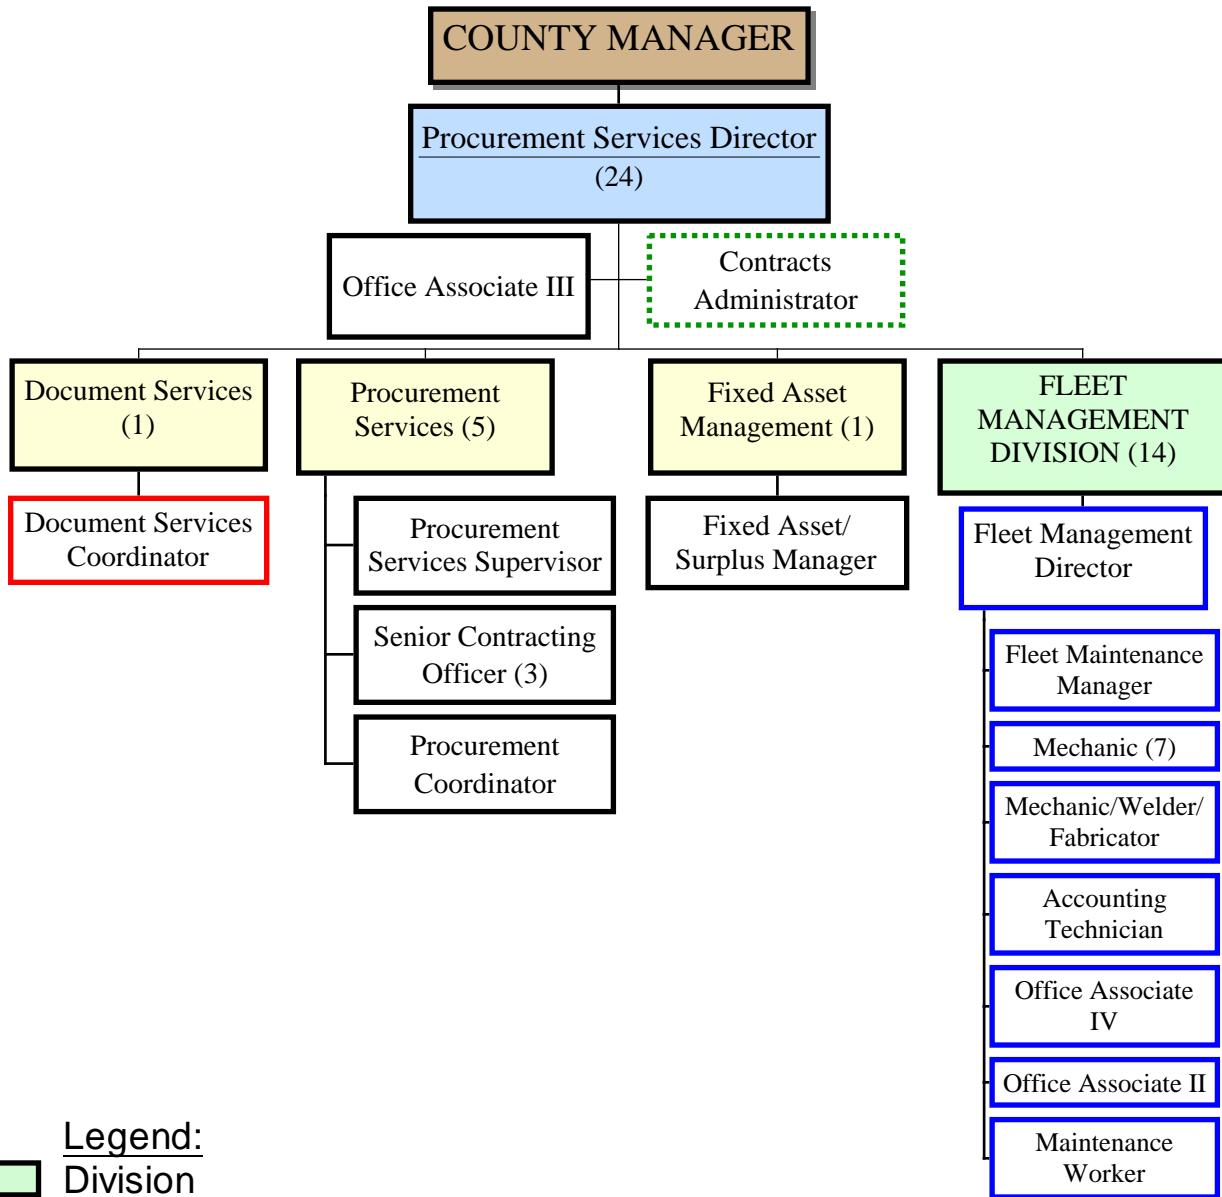 COUNTY MANAGER
Procurement Services Director
(24)
Office Associate III
Contracts
Administrator
Document Services
(1)
Procurement
Services (5)
Fixed Asset
Management (1)
FLEET
MANAGEMENT
DIVISION (14)
Document Services
Coordinator
Procurement
Services Supervisor
Senior Contracting
Officer (3)
Procurement
Coordinator
Fixed Asset/
Surplus Manager
Fleet Management
Director
Fleet Maintenance
Manager
Mechanic (7)
Mechanic/Welder/
Fabricator
Accounting
Technician
Office Associate
IV
Office Associate II
Maintenance
Worker
Legend:
Division